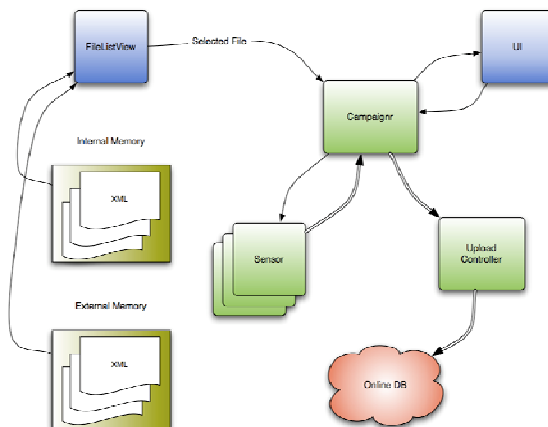 FileListView
Selected File
UI
Campaignr
Internal Memory
XML
Sensor
Upload
Controller
External Memory
XML
Online DB